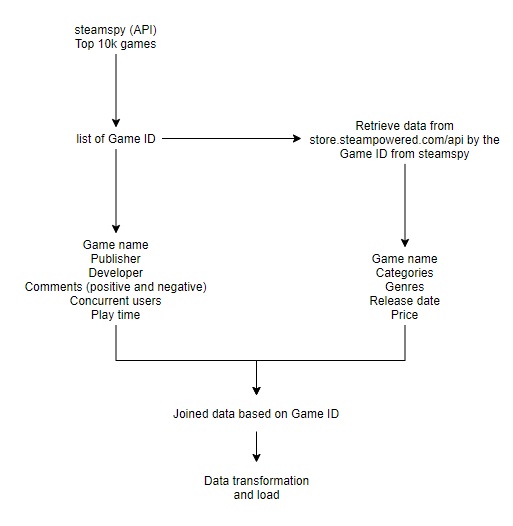 steamspy (API)
Top 10k games
list of Game ID
Retrieve data from
store.steampowered.com/api by the
Game ID from steamspy
Game name
Publisher
Developer
Comments (positive and negative)
Concurrent users
Play time
Game name
Categories
Genres
Release date
Price
Joined data based on Game ID
Data transformation
and load